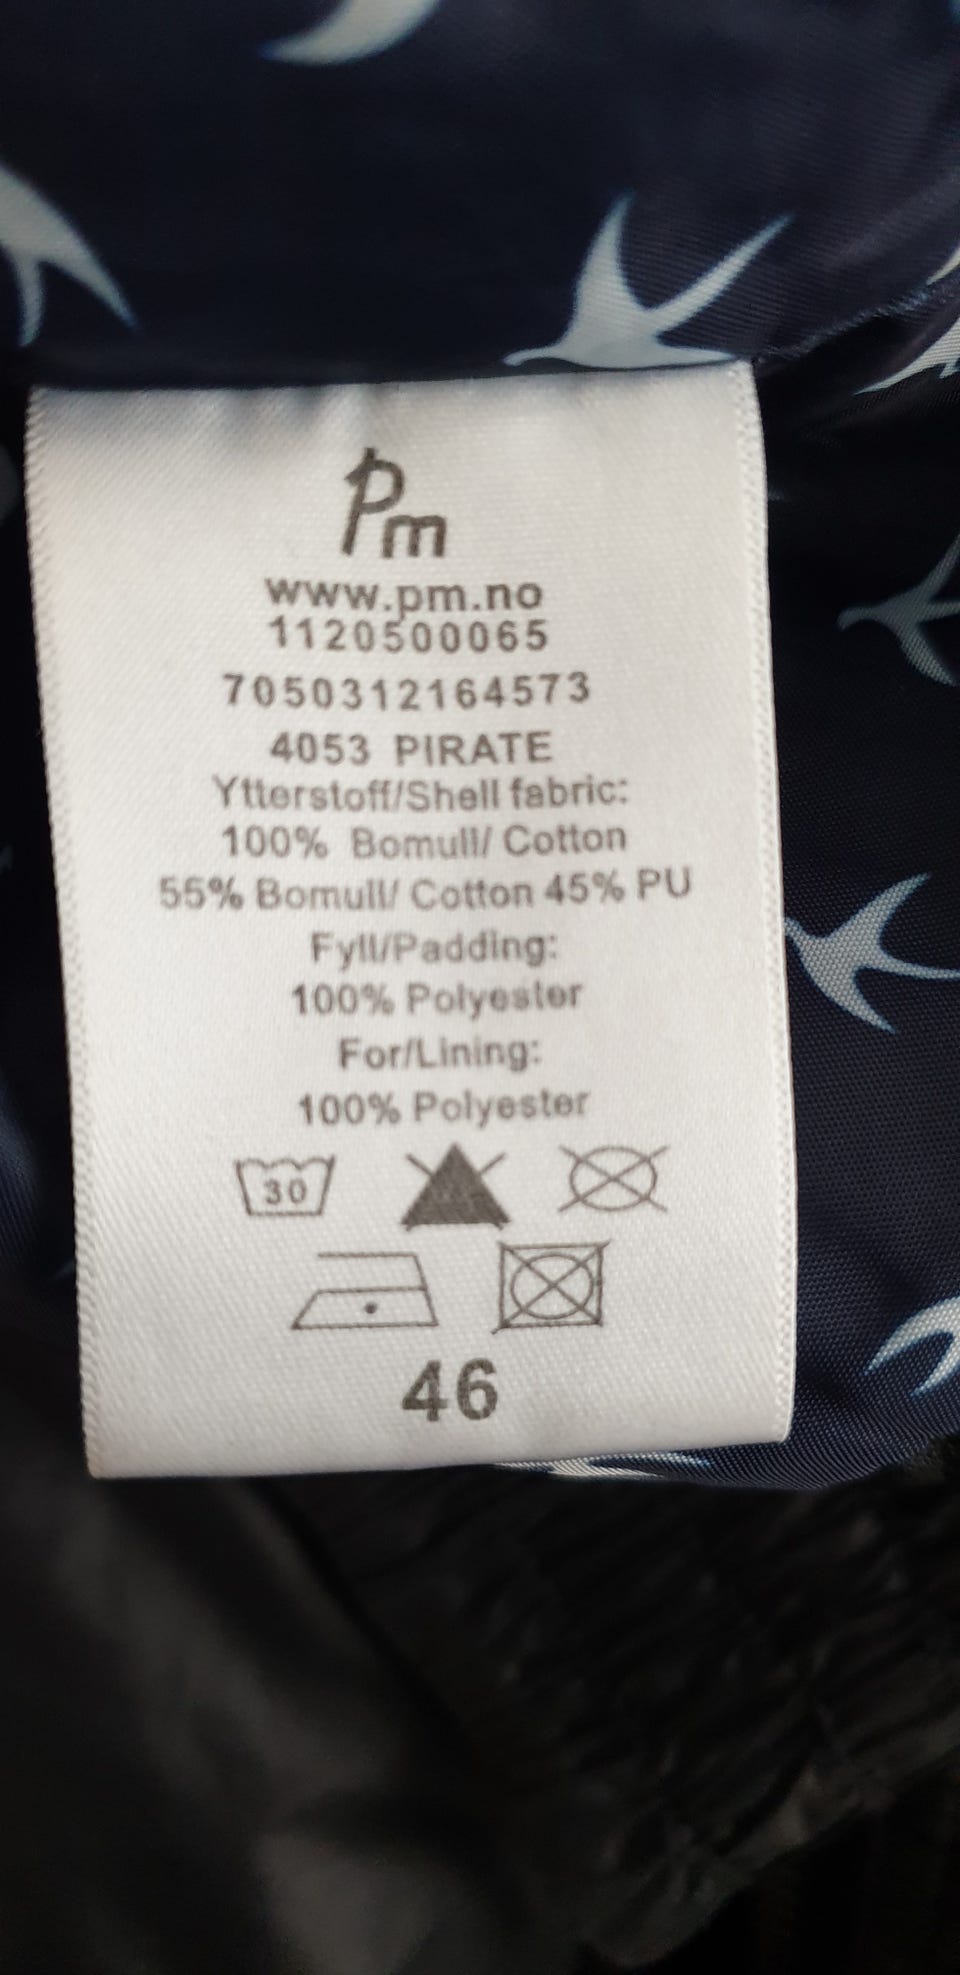 Pm
www.pm.no
1120500065
7050312164573
4053 PIRATE
Ytterstoff/Shell fabric:
100% Bomull/ Cotton
55% Bomull/ Cotton 45% PU
Fyll/Padding:
100% Polyester
For/Lining:
100% Polyester
30
46